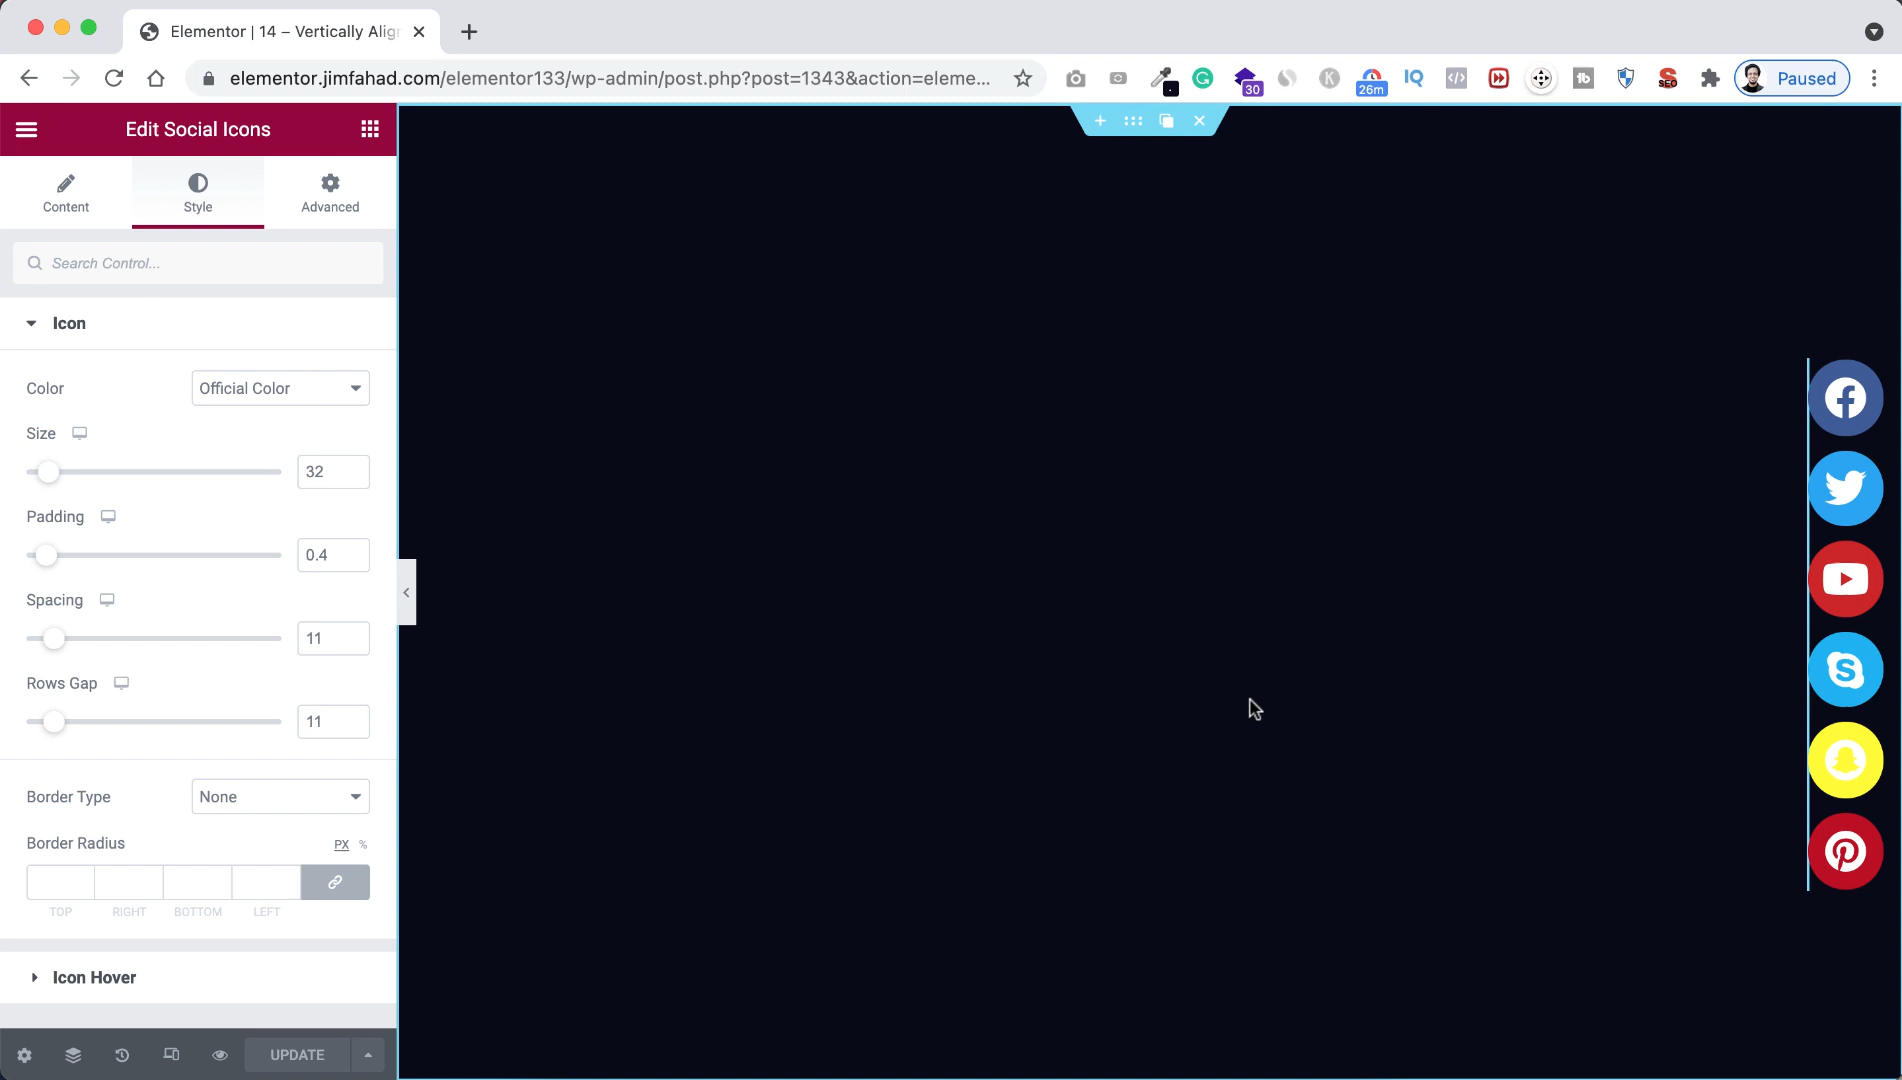 Elementor | 14 – Vertically Alig
elementor.jimfahad.com/elementor133/wp-admin/post.php?post=1343&action=eleme...
30
26m
IQ
K
tb
SEO
Paused
Edit Social Icons
Content
Style
Advanced
Search Control...
Icon
Color
Official Color
Size
32
Padding
0.4
Spacing
11
Rows Gap
11
Border Type
None
Border Radius
PX %
TOP RIGHT BOTTOM LEFT
Icon Hover
UPDATE